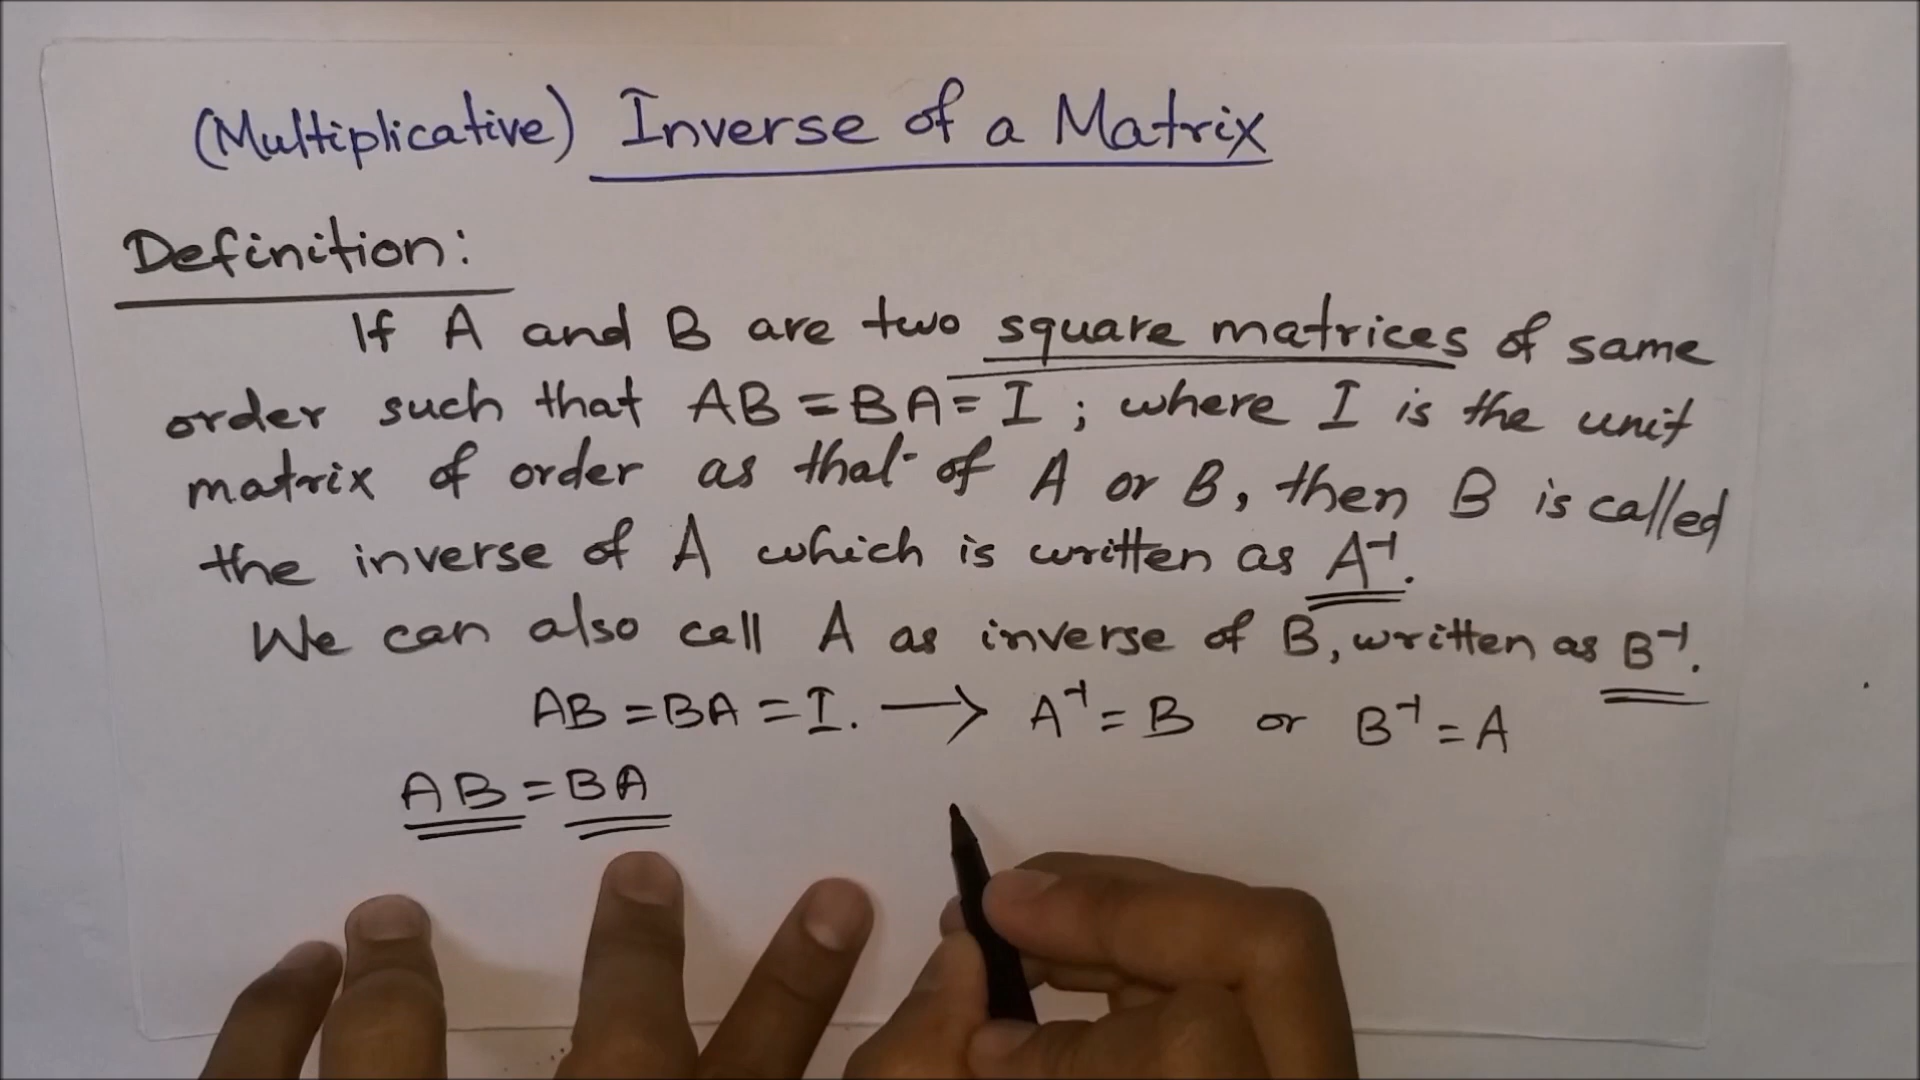 (Multiplicative) Inverse of a Matrix
Definition:
If A and B are two square matrices of same
order such that AB = BA = I ; where I is the unit
matrix of order as that of A or B, then B is called
the inverse of A which is written as A⁻¹.
We can also call A as inverse of B, written as B⁻¹.
AB = BA = I. → A⁻¹ = B or B⁻¹ = A
AB = BA